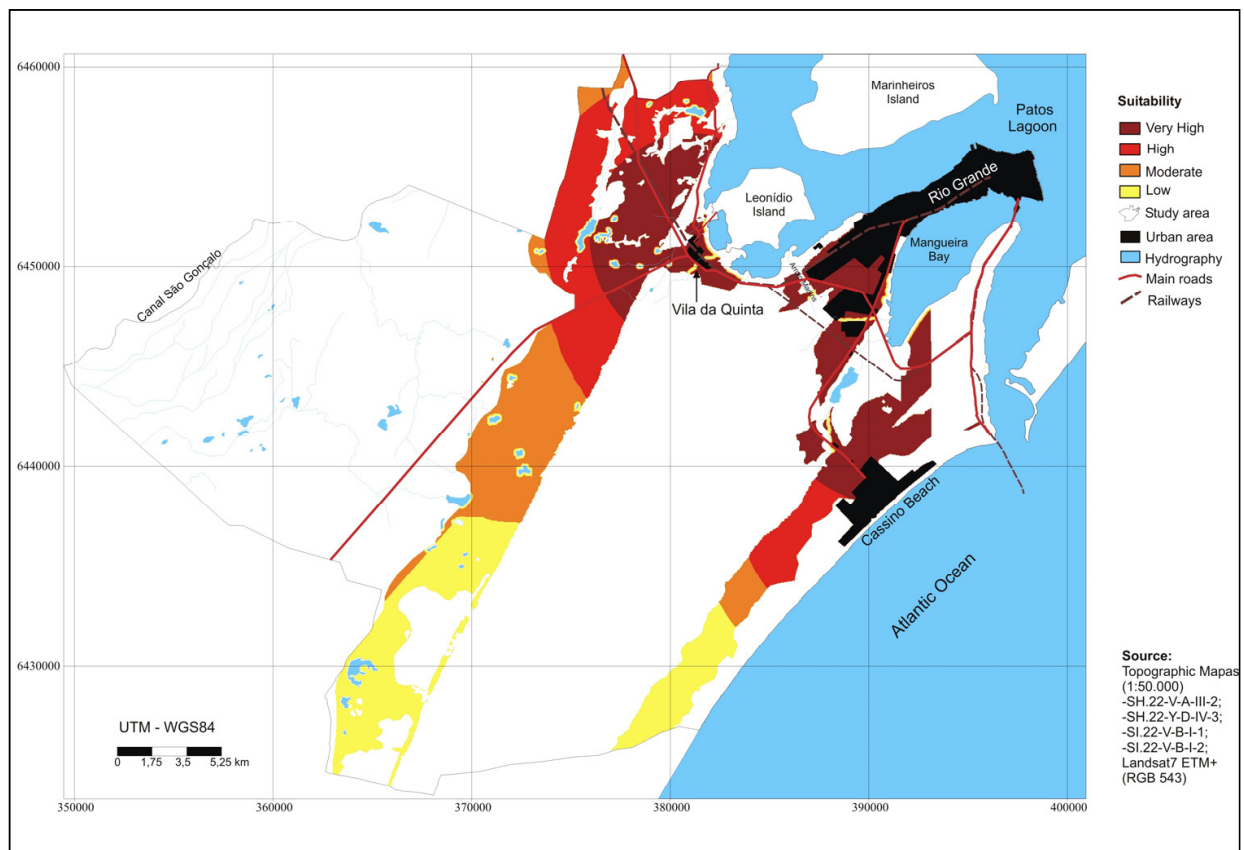 6460000
6450000
6440000
6430000
350000
360000
370000
380000
390000
400000
Marinheiros
Island
Patos
Lagoon
Rio Grande
Leonídio
Island
Mangueira
Bay
Canal São Gonçalo
Vila da Quinta
Cassino Beach
Atlantic Ocean
UTM - WGS84
0 1,75 3,5 5,25 km
Suitability
Very High
High
Moderate
Low
Study area
Urban area
Hydrography
Main roads
Railways
Source:
Topographic Mapas
(1:50.000)
-SH.22-V-A-III-2;
-SH.22-Y-D-IV-3;
-SI.22-V-B-I-1;
-SI.22-V-B-I-2;
Landsat7 ETM+
(RGB 543)